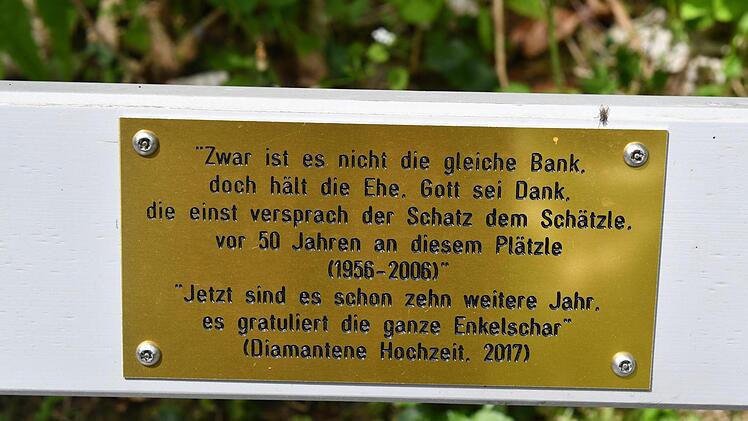 "Zwar ist es nicht die gleiche Bank,
doch hält die Ehe, Gott sei Dank,
die einst versprach der Schatz dem Schätzle,
vor 50 Jahren an diesem Plätzle
(1956-2006)"
"Jetzt sind es schon zehn weitere Jahr,
es gratuliert die ganze Enkelschar"
(Diamantene Hochzeit, 2017)